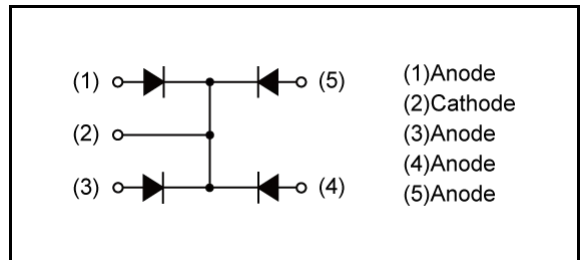 (1)
(5)
(2)
(3)
(4)
(1)Anode
(2)Cathode
(3)Anode
(4)Anode
(5)Anode